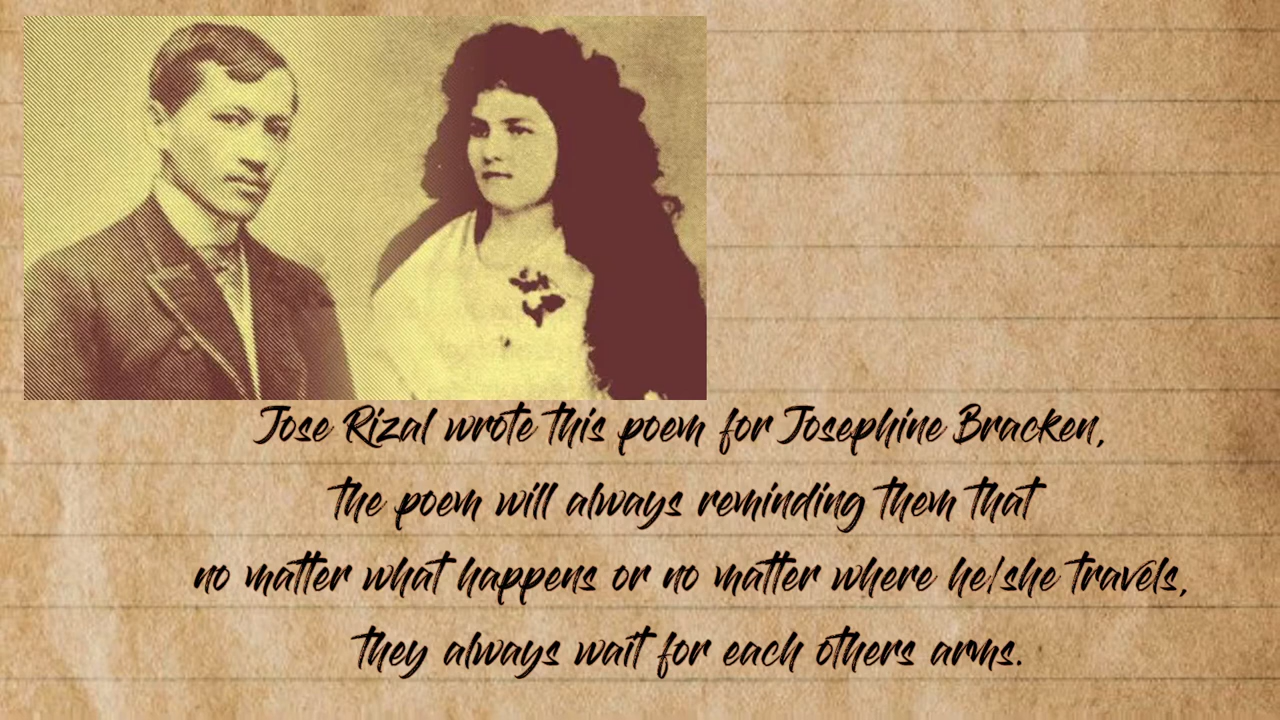 Jose Rizal wrote this poem for Josephine Bracken,
the poem will always reminding them that
no matter what happens or no matter where he/she travels,
they always wait for each others arms.